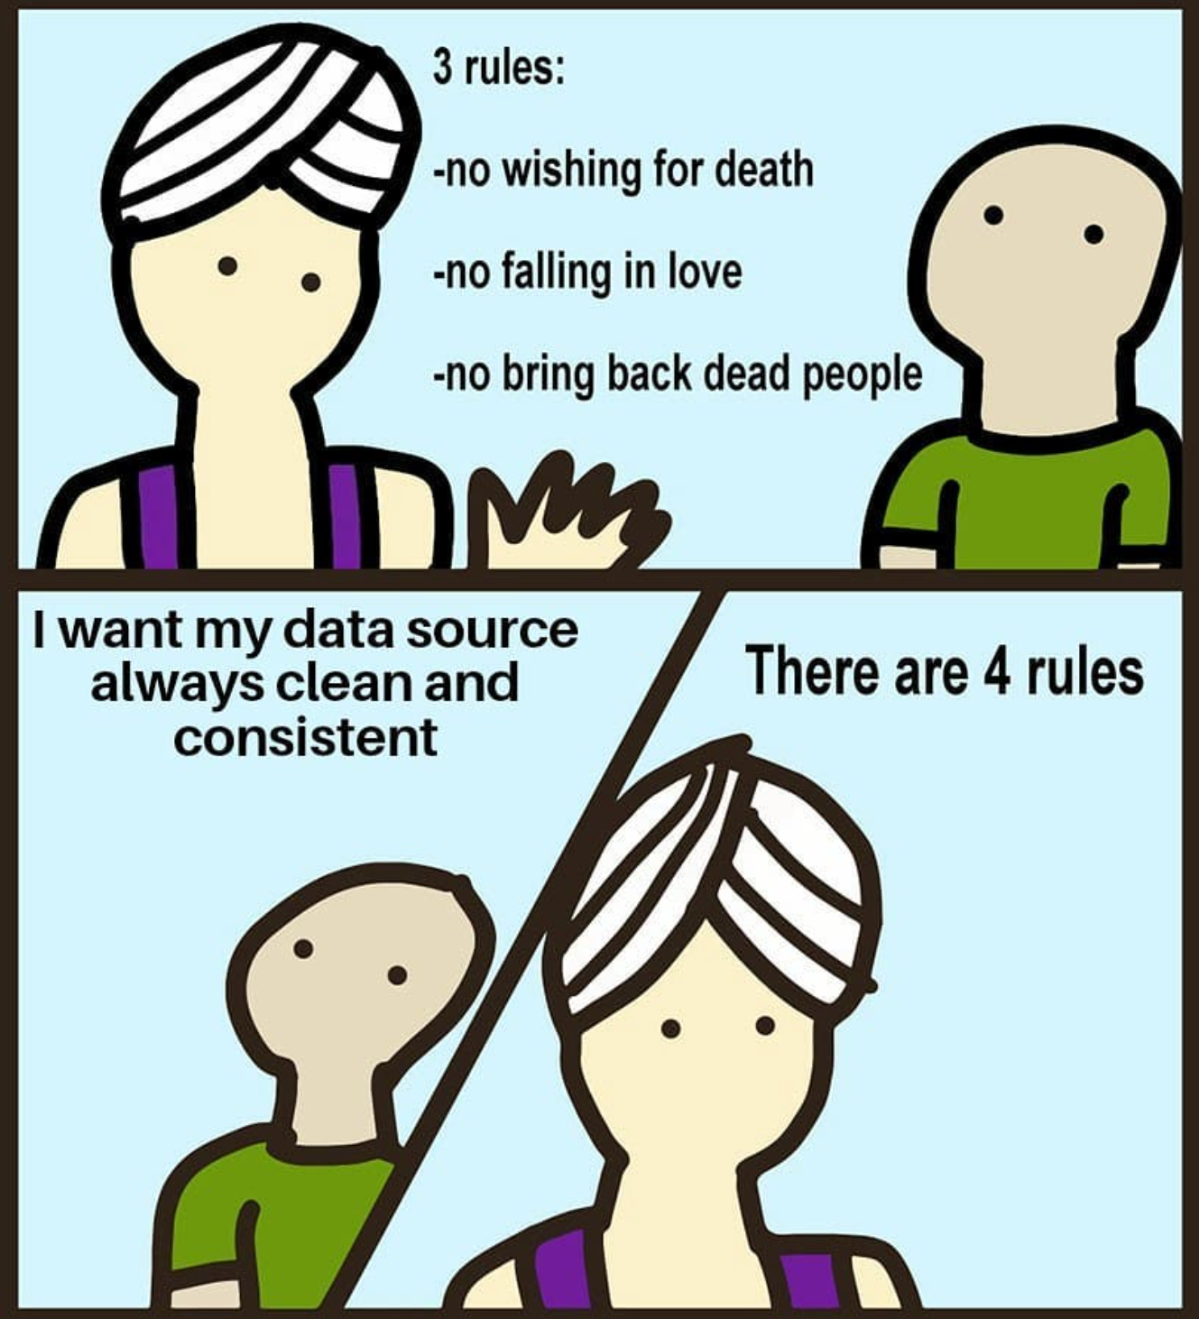 3 rules:
-no wishing for death
-no falling in love
-no bring back dead people
I want my data source
always clean and
consistent
There are 4 rules